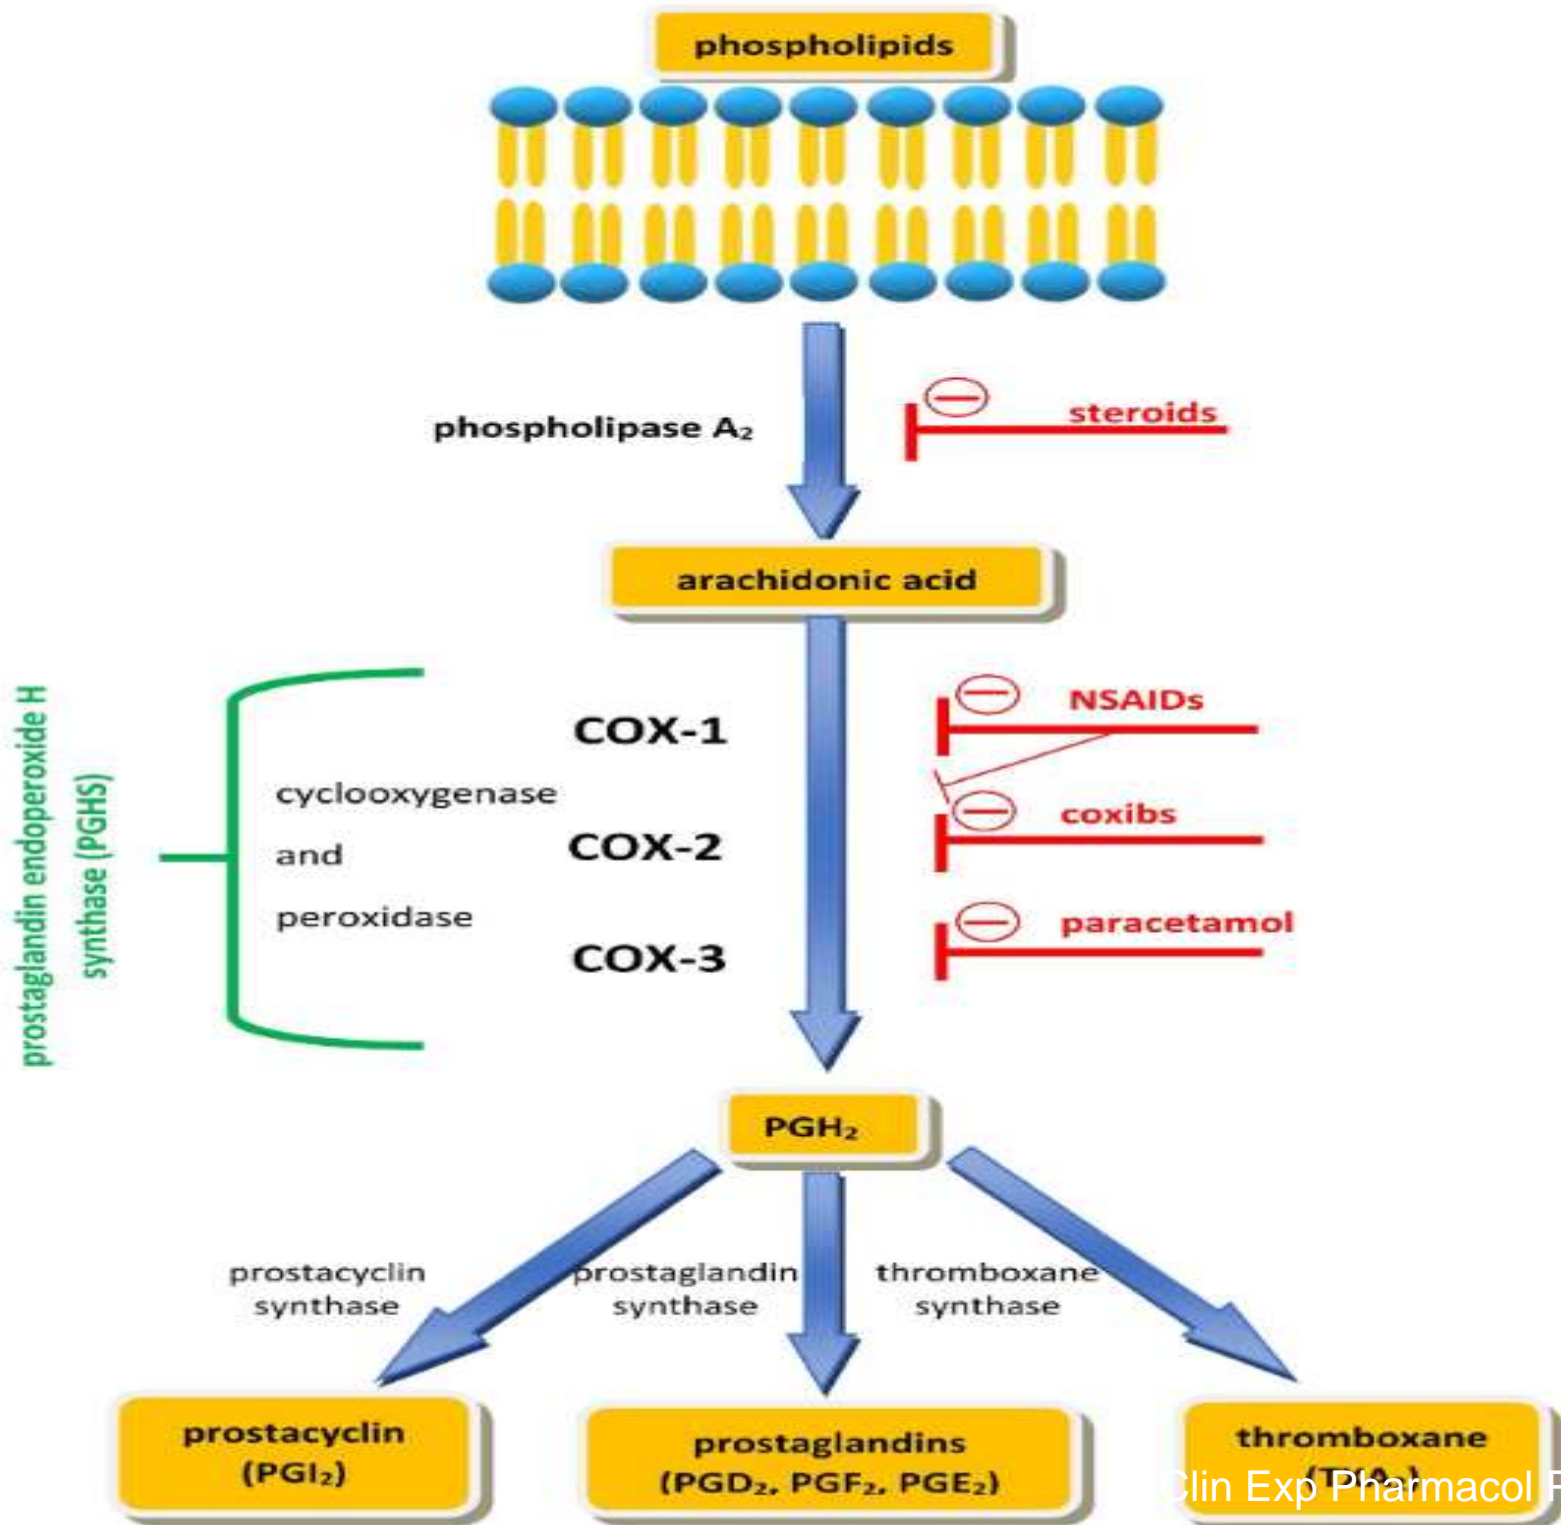 phospholipids
phospholipase A₂
steroids
arachidonic acid
prostaglandin endoperoxide H
synthase (PGHS)
COX-1
NSAIDs
cyclooxygenase
and
peroxidase
COX-2
coxibs
COX-3
paracetamol
PGH₂
prostacyclin
synthase
prostaglandin
synthase
thromboxane
synthase
prostacyclin
(PGI₂)
prostaglandins
(PGD₂, PGF₂, PGE₂)
thromboxane
Clin Exp Pharmacol